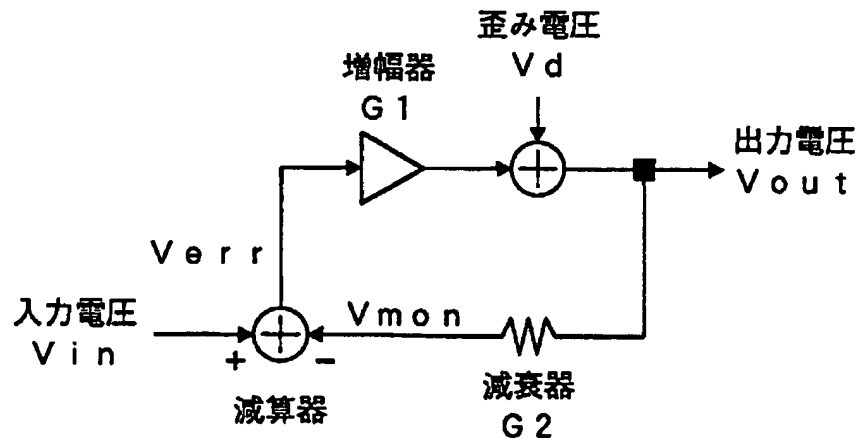 歪み電圧
Vd
増幅器
G1
出力電圧
Vout
Verr
入力電圧
Vin
Vmon
+
-
減算器
減衰器
G2